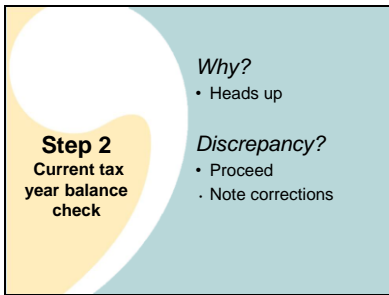 Step 2
Current tax
year balance
check
Why?
• Heads up
Discrepancy?
• Proceed
· Note corrections